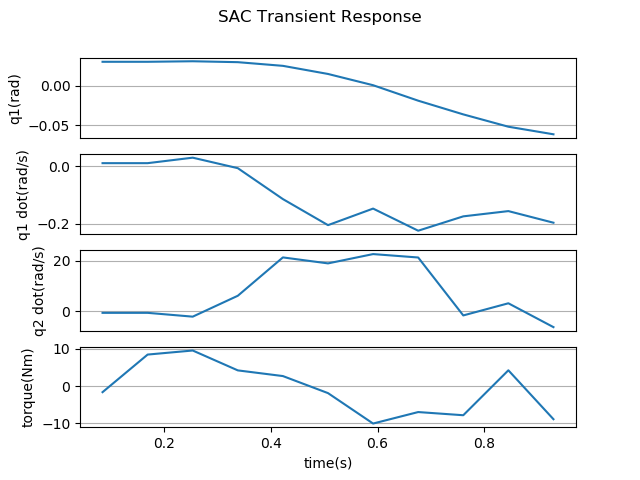 SAC Transient Response
q1(rad)
0.00
−0.05
q1 dot(rad/s)
0.0
−0.2
q2 dot(rad/s)
20
0
torque(Nm)
10
0
−10
0.2 0.4 0.6 0.8
time(s)